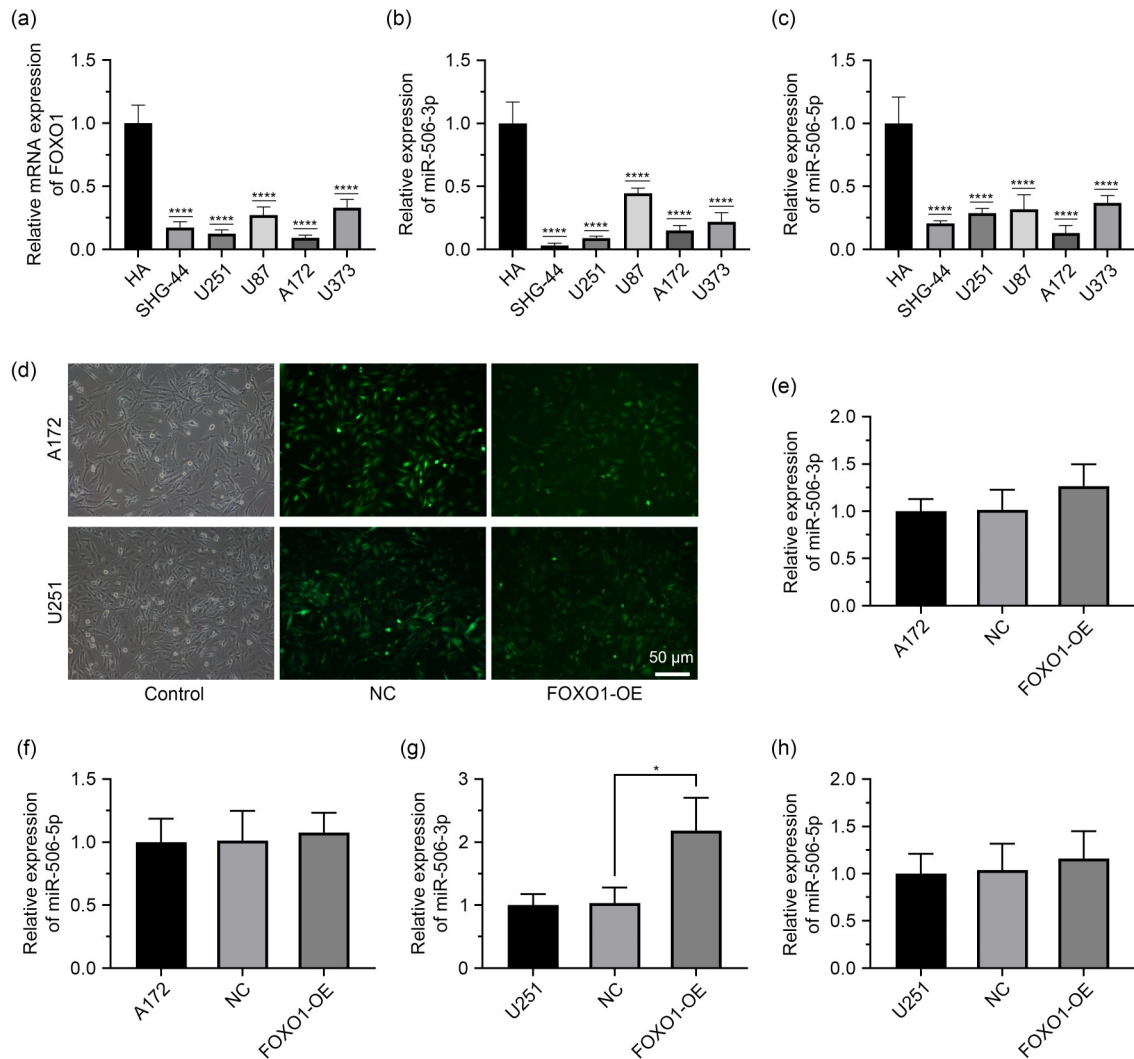 (a)
Relative mRNA expression
of FOXO1
1.5
1.0
0.5
0.0
****
****
****
****
****
HA
SHG-44
U251
U87
A172
U373
(b)
Relative expression
of miR-506-3p
1.5
1.0
0.5
0.0
****
****
****
****
****
HA
SHG-44
U251
U87
A172
U373
(c)
Relative expression
of miR-506-5p
1.5
1.0
0.5
0.0
****
****
****
****
****
HA
SHG-44
U251
U87
A172
U373
(d)
A172
U251
50 µm
Control
NC
FOXO1-OE
(e)
Relative expression
of miR-506-3p
2.0
1.5
1.0
0.5
0.0
A172
NC
FOXO1-OE
(f)
Relative expression
of miR-506-5p
1.5
1.0
0.5
0.0
A172
NC
FOXO1-OE
(g)
Relative expression
of miR-506-3p
3
2
1
0
*
U251
NC
FOXO1-OE
(h)
Relative expression
of miR-506-5p
2.0
1.5
1.0
0.5
0.0
U251
NC
FOXO1-OE